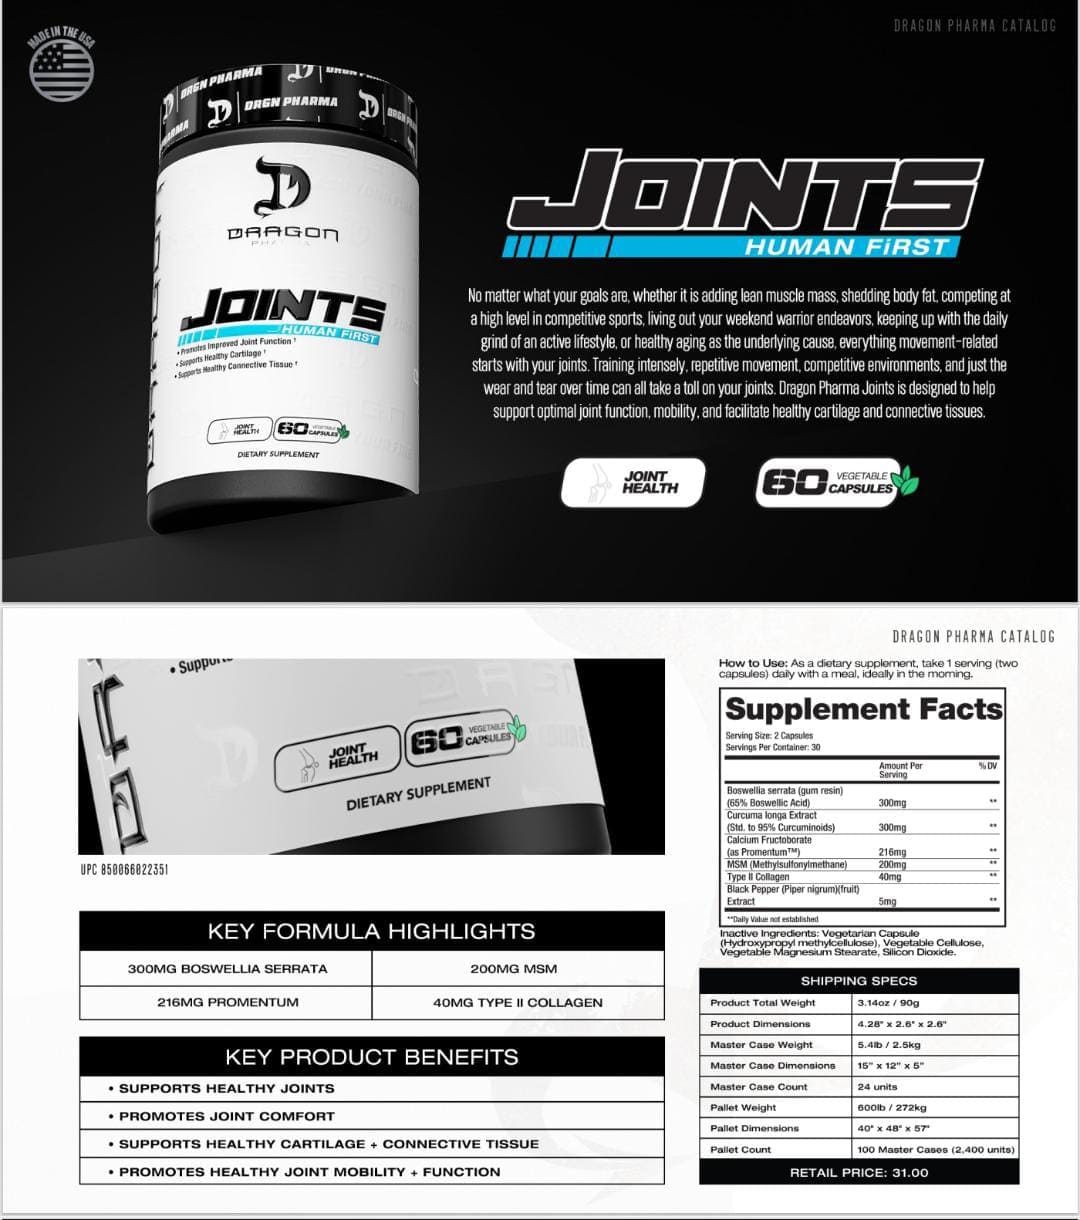 MADE IN THE USA
DRAGON PHARMA CATALOG
DRGN PHARMA
DRGN PHARMA
DRGN PHARMA
DRAGON
PHARMA
JOINTS
HUMAN FiRST
• Promotes Improved Joint Function †
• Supports Healthy Cartilage †
• Supports Healthy Connective Tissue †
JOINT
HEALTH
60 VEGETABLE
CAPSULES
DIETARY SUPPLEMENT
JOINTS
HUMAN FiRST
No matter what your goals are, whether it is adding lean muscle mass, shedding body fat, competing at
a high level in competitive sports, living out your weekend warrior endeavors, keeping up with the daily
grind of an active lifestyle, or healthy aging as the underlying cause, everything movement-related
starts with your joints. Training intensely, repetitive movement, competitive environments, and just the
wear and tear over time can all take a toll on your joints. Dragon Pharma Joints is designed to help
support optimal joint function, mobility, and facilitate healthy cartilage and connective tissues.
JOINT
HEALTH
60 VEGETABLE
CAPSULES
DRAGON PHARMA CATALOG
JOINT
HEALTH
60 VEGETABLE
CAPSULES
DIETARY SUPPLEMENT
UPC 850066022351
KEY FORMULA HIGHLIGHTS
300MG BOSWELLIA SERRATA 200MG MSM
216MG PROMENTUM 40MG TYPE II COLLAGEN
KEY PRODUCT BENEFITS
• SUPPORTS HEALTHY JOINTS
• PROMOTES JOINT COMFORT
• SUPPORTS HEALTHY CARTILAGE + CONNECTIVE TISSUE
• PROMOTES HEALTHY JOINT MOBILITY + FUNCTION
How to Use: As a dietary supplement, take 1 serving (two
capsules) daily with a meal, ideally in the morning.
Supplement Facts
Serving Size: 2 Capsules
Servings Per Container: 30
Amount Per
Serving %DV
Boswellia serrata (gum resin)
(65% Boswellic Acid) 300mg **
Curcuma longa Extract
(Std. to 95% Curcuminoids) 300mg **
Calcium Fructoborate
(as Promentum™) 216mg **
MSM (Methylsulfonylmethane) 200mg **
Type II Collagen 40mg **
Black Pepper (Piper nigrum)(fruit)
Extract 5mg **
**Daily Value not established
Inactive Ingredients: Vegetarian Capsule
(Hydroxypropyl methylcellulose), Vegetable Cellulose,
Vegetable Magnesium Stearate, Silicon Dioxide.
SHIPPING SPECS
Product Total Weight 3.14oz / 90g
Product Dimensions 4.28" x 2.6" x 2.6"
Master Case Weight 5.4lb / 2.5kg
Master Case Dimensions 15" x 12" x 5"
Master Case Count 24 units
Pallet Weight 600lb / 272kg
Pallet Dimensions 40" x 48" x 57"
Pallet Count 100 Master Cases (2,400 units)
RETAIL PRICE: 31.00